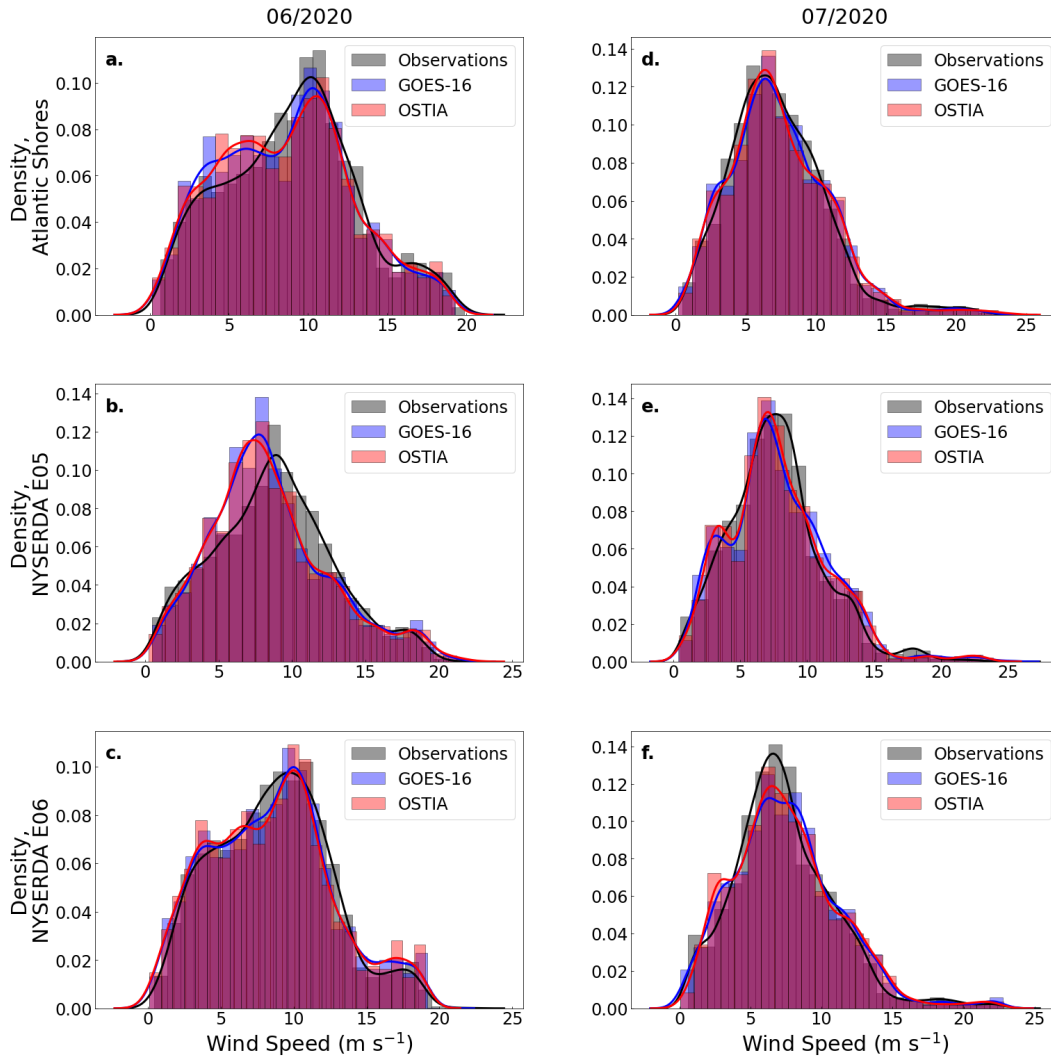 06/2020
07/2020
a.
Observations
GOES-16
OSTIA
Density,
Atlantic Shores
0.10
0.08
0.06
0.04
0.02
0.00
0 5 10 15 20
d.
Observations
GOES-16
OSTIA
0.14
0.12
0.10
0.08
0.06
0.04
0.02
0.00
0 5 10 15 20 25
b.
Observations
GOES-16
OSTIA
Density,
NYSERDA E05
0.14
0.12
0.10
0.08
0.06
0.04
0.02
0.00
0 5 10 15 20 25
e.
Observations
GOES-16
OSTIA
0.14
0.12
0.10
0.08
0.06
0.04
0.02
0.00
0 5 10 15 20 25
c.
Observations
GOES-16
OSTIA
Density,
NYSERDA E06
0.10
0.08
0.06
0.04
0.02
0.00
0 5 10 15 20 25
Wind Speed (m s⁻¹)
f.
Observations
GOES-16
OSTIA
0.14
0.12
0.10
0.08
0.06
0.04
0.02
0.00
0 5 10 15 20 25
Wind Speed (m s⁻¹)